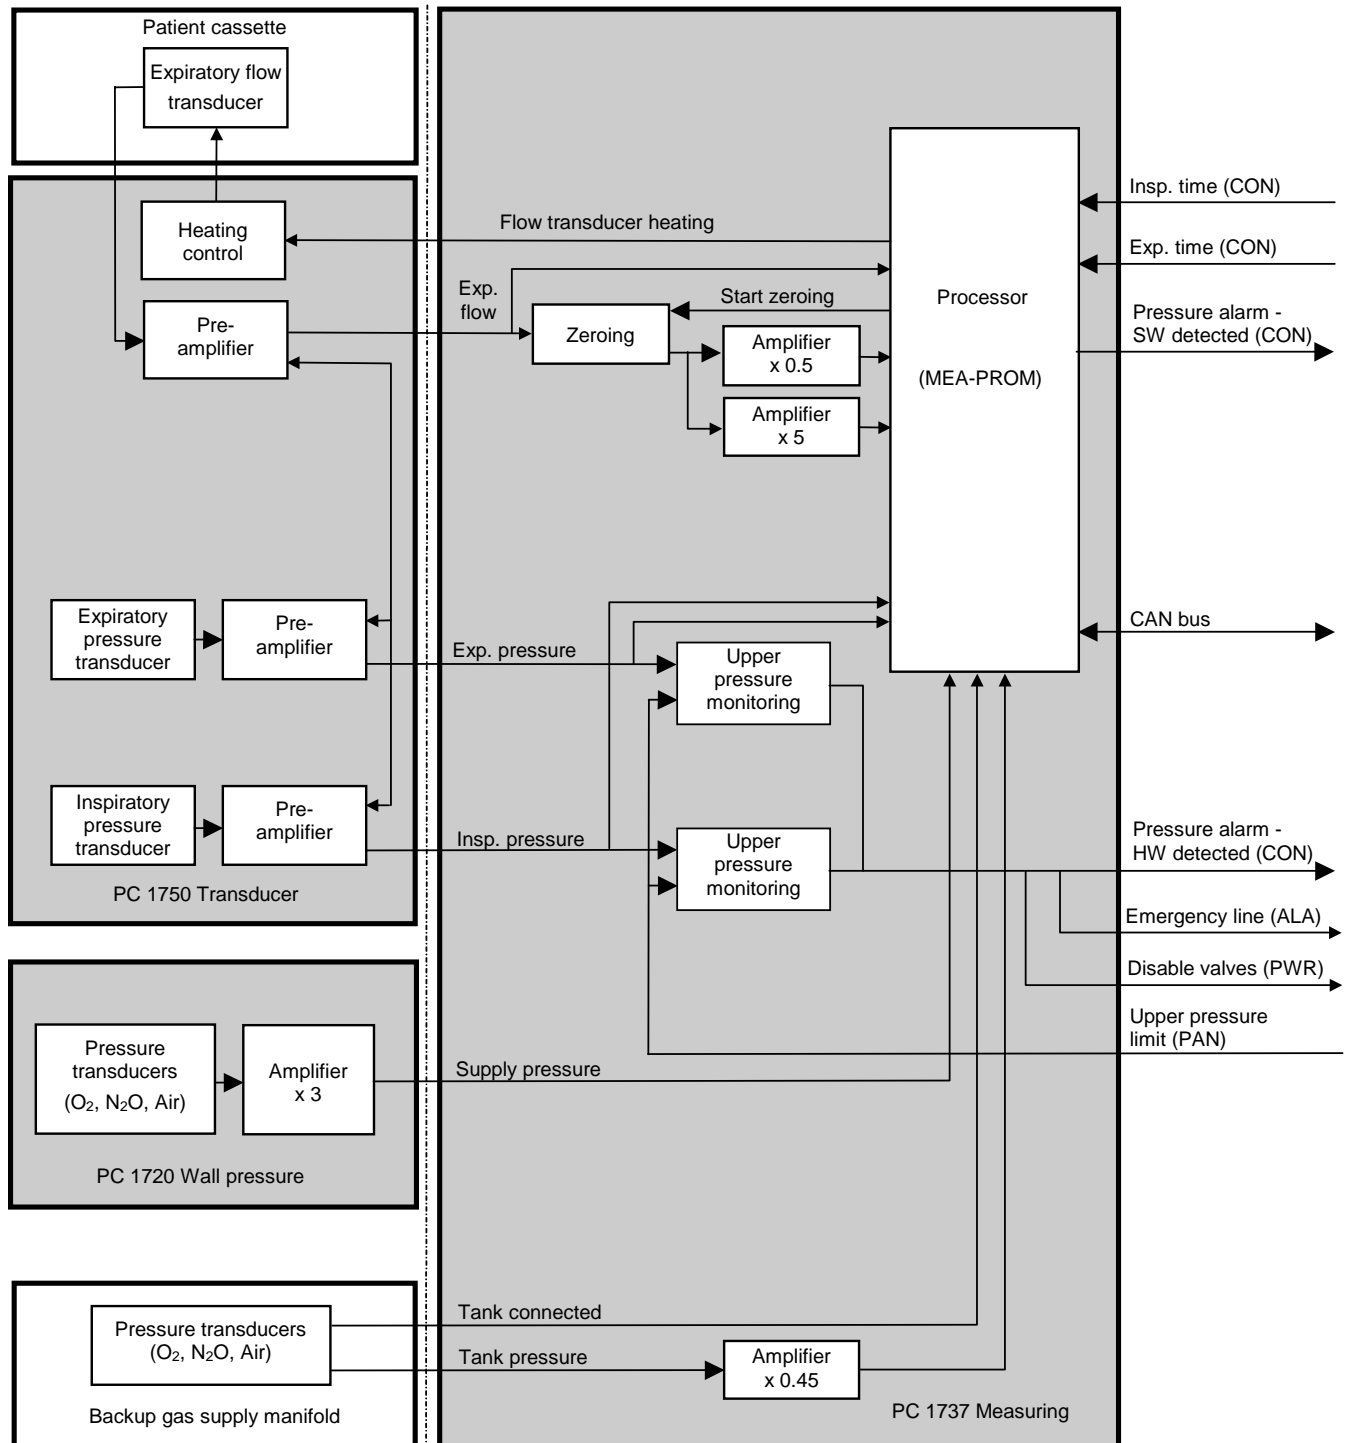 Patient cassette
Expiratory flow
transducer
Heating
control
Pre-
amplifier
Expiratory
pressure
transducer
Pre-
amplifier
Inspiratory
pressure
transducer
Pre-
amplifier
PC 1750 Transducer
Pressure
transducers
(O₂, N₂O, Air)
Amplifier
x 3
PC 1720 Wall pressure
Pressure transducers
(O₂, N₂O, Air)
Backup gas supply manifold
Flow transducer heating
Exp.
flow
Start zeroing
Zeroing
Amplifier
x 0.5
Amplifier
x 5
Processor
(MEA-PROM)
Exp. pressure
Upper
pressure
monitoring
Insp. pressure
Upper
pressure
monitoring
Supply pressure
Tank connected
Tank pressure
Amplifier
x 0.45
PC 1737 Measuring
Insp. time (CON)
Exp. time (CON)
Pressure alarm -
SW detected (CON)
CAN bus
Pressure alarm -
HW detected (CON)
Emergency line (ALA)
Disable valves (PWR)
Upper pressure
limit (PAN)